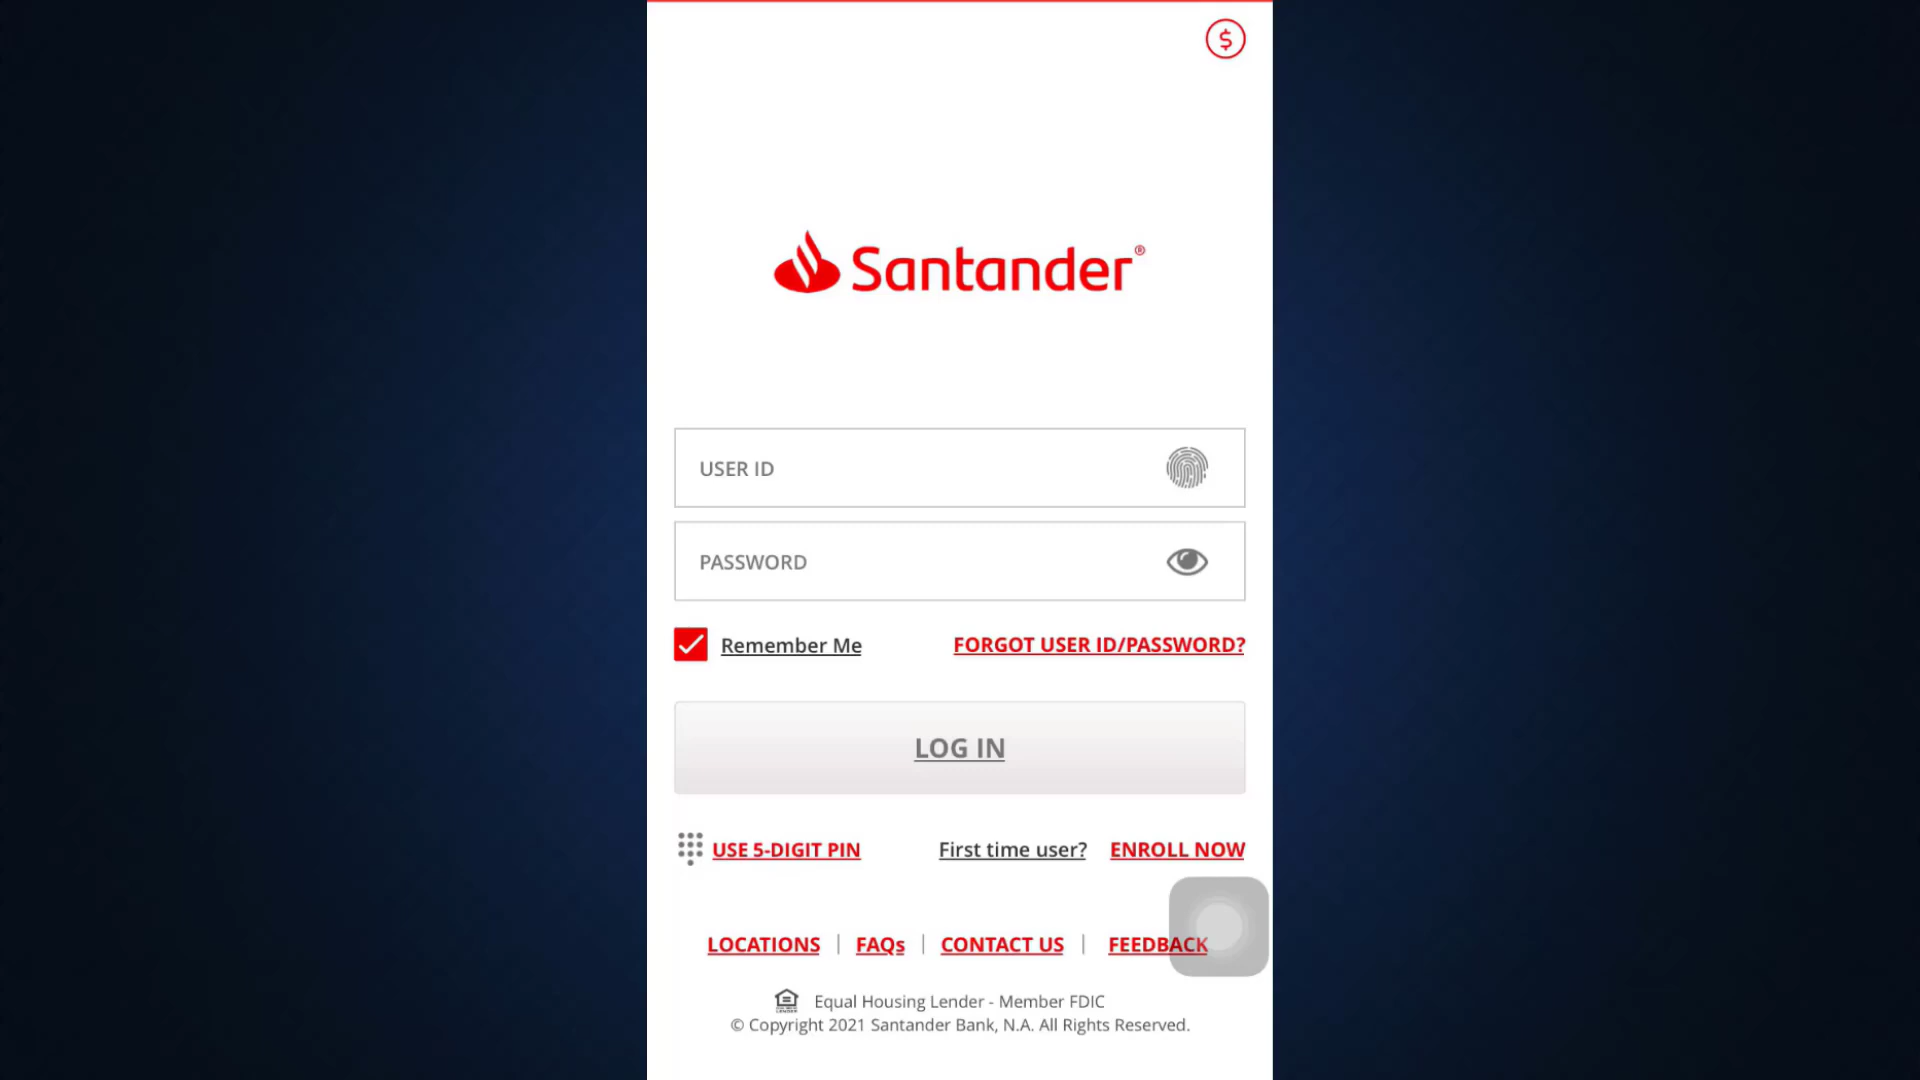 $
Santander®
USER ID
PASSWORD
Remember Me FORGOT USER ID/PASSWORD?
LOG IN
USE 5-DIGIT PIN First time user? ENROLL NOW
LOCATIONS | FAQs | CONTACT US | FEEDBACK
Equal Housing Lender - Member FDIC
© Copyright 2021 Santander Bank, N.A. All Rights Reserved.